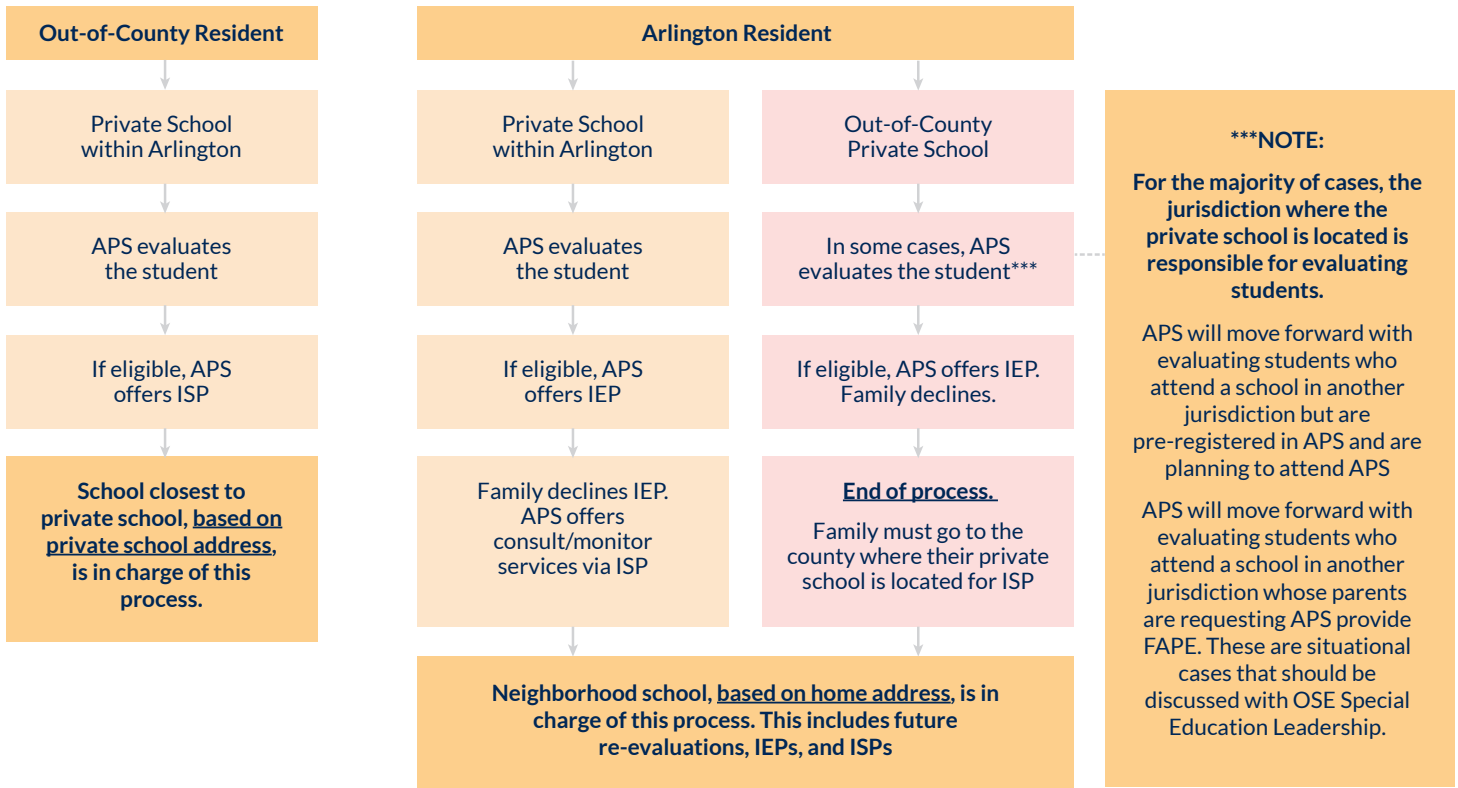 Out-of-County Resident
Private School
within Arlington
APS evaluates
the student
If eligible, APS
offers ISP
School closest to
private school, based on
private school address,
is in charge of this
process.
Arlington Resident
Private School
within Arlington
APS evaluates
the student
If eligible, APS
offers IEP
Family declines IEP.
APS offers
consult/monitor
services via ISP
Out-of-County
Private School
In some cases, APS
evaluates the student***
If eligible, APS offers IEP.
Family declines.
End of process.
Family must go to the
county where their private
school is located for ISP
Neighborhood school, based on home address, is in
charge of this process. This includes future
re-evaluations, IEPs, and ISPs
***NOTE:
For the majority of cases, the
jurisdiction where the
private school is located is
responsible for evaluating
students.
APS will move forward with
evaluating students who
attend a school in another
jurisdiction but are
pre-registered in APS and are
planning to attend APS
APS will move forward with
evaluating students who
attend a school in another
jurisdiction whose parents
are requesting APS provide
FAPE. These are situational
cases that should be
discussed with OSE Special
Education Leadership.